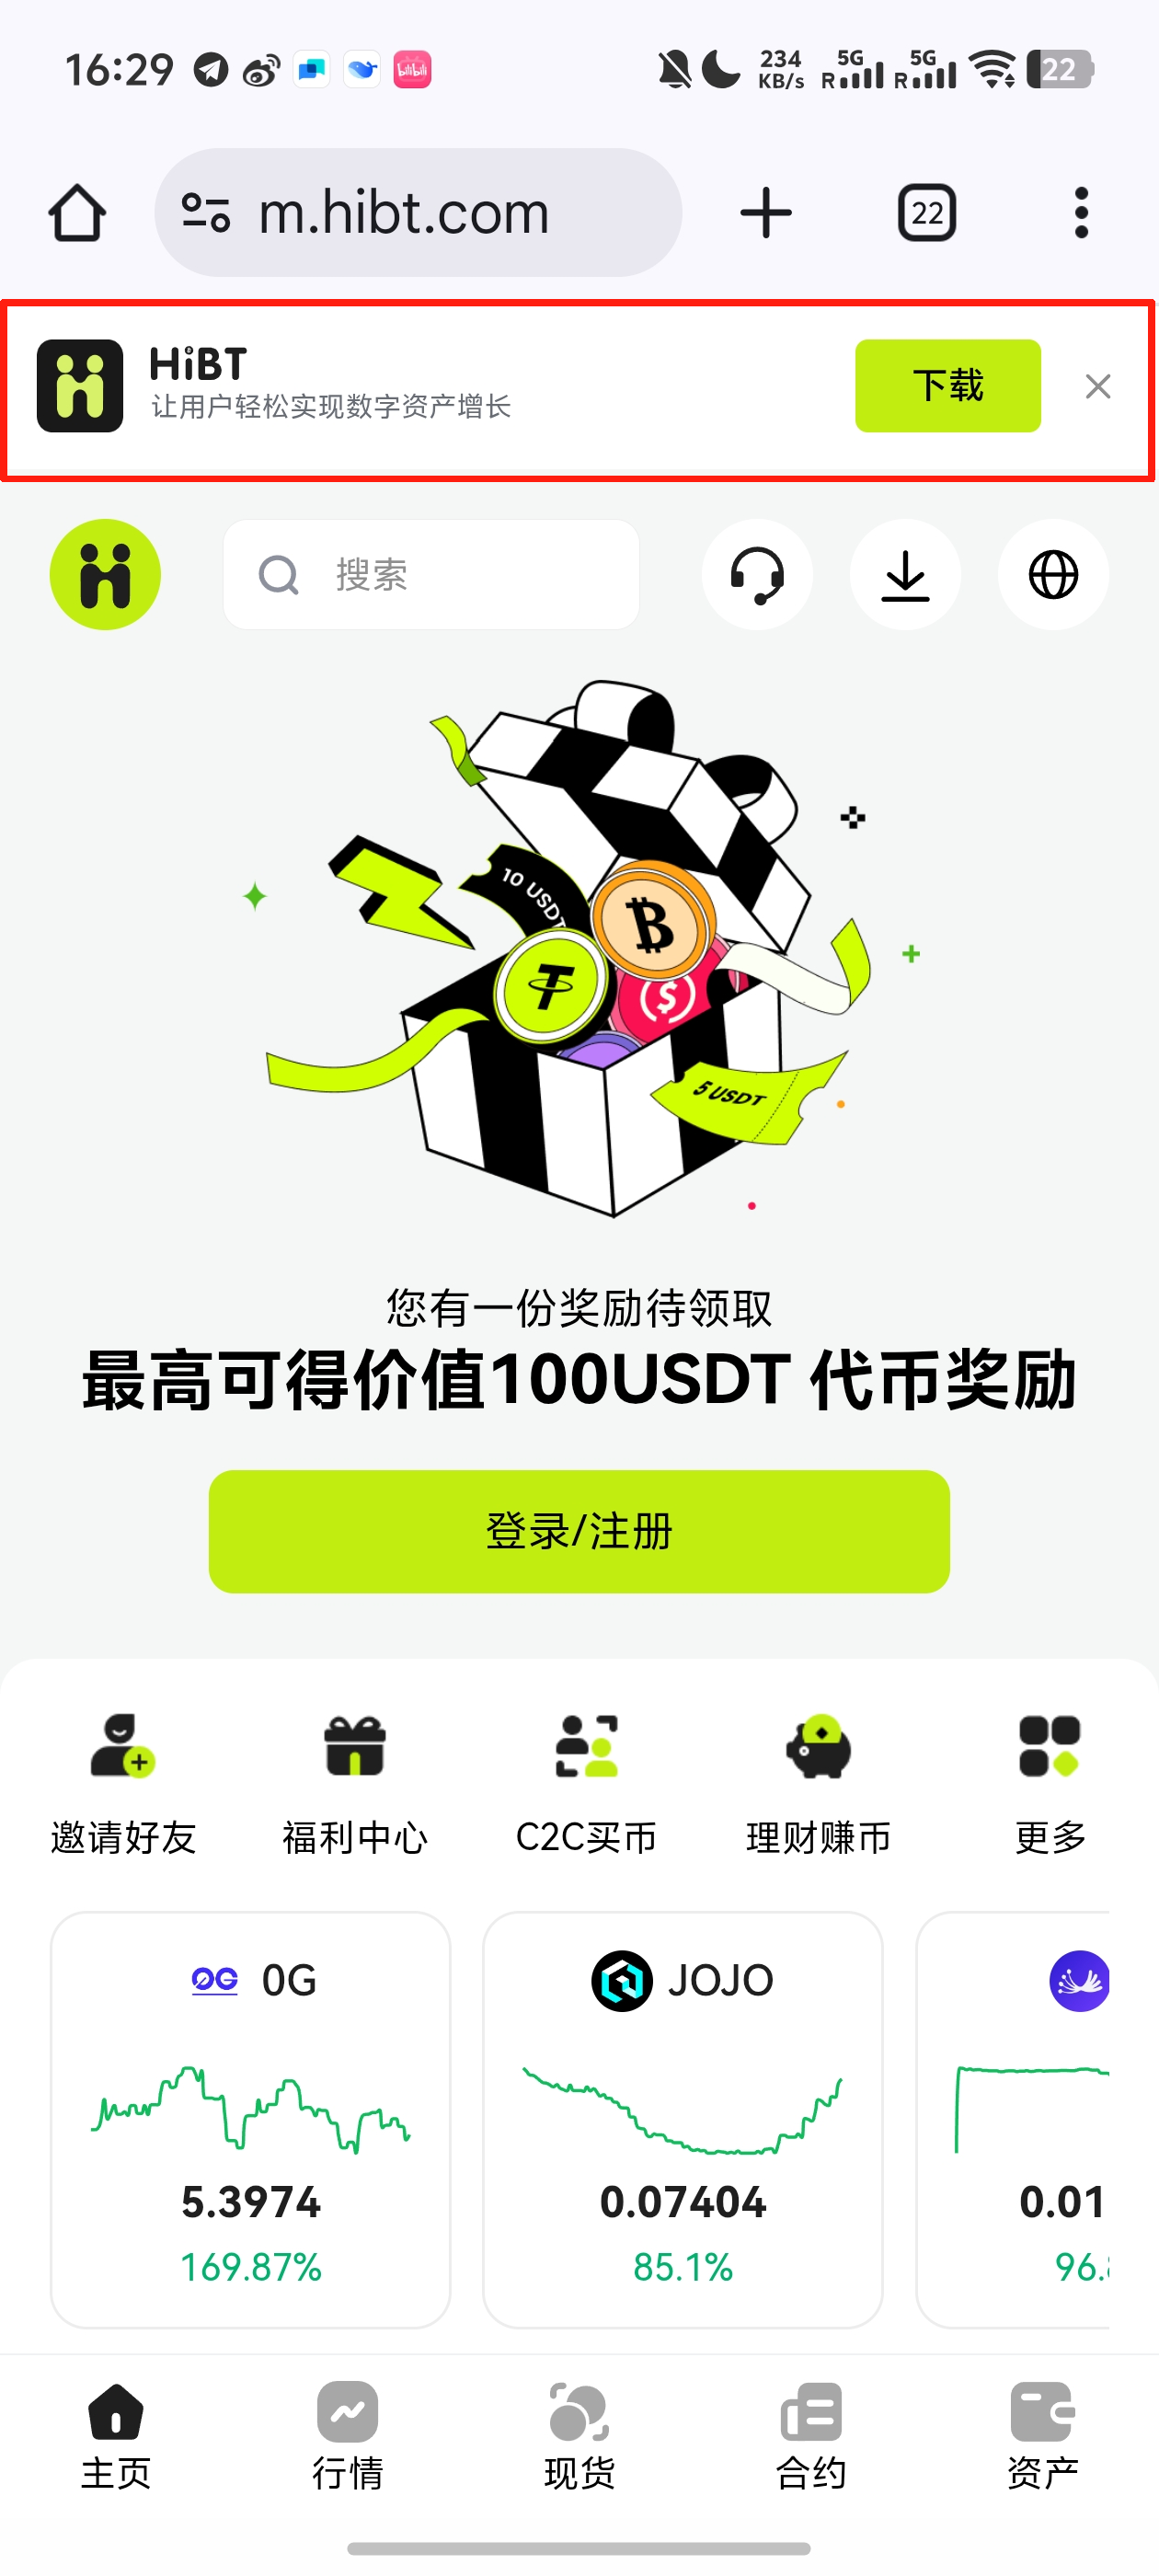 16:29
bilibili
234
KB/s
5G
R
5G
R
22
m.hibt.com
22
HiBT
让用户轻松实现数字资产增长
下载
搜索
10 USDT
5 USDT
您有一份奖励待领取
最高可得价值100USDT 代币奖励
登录/注册
邀请好友
福利中心
C2C买币
理财赚币
更多
0G
0G
JOJO
5.3974
0.07404
0.01
169.87%
85.1%
96.
主页
行情
现货
合约
资产